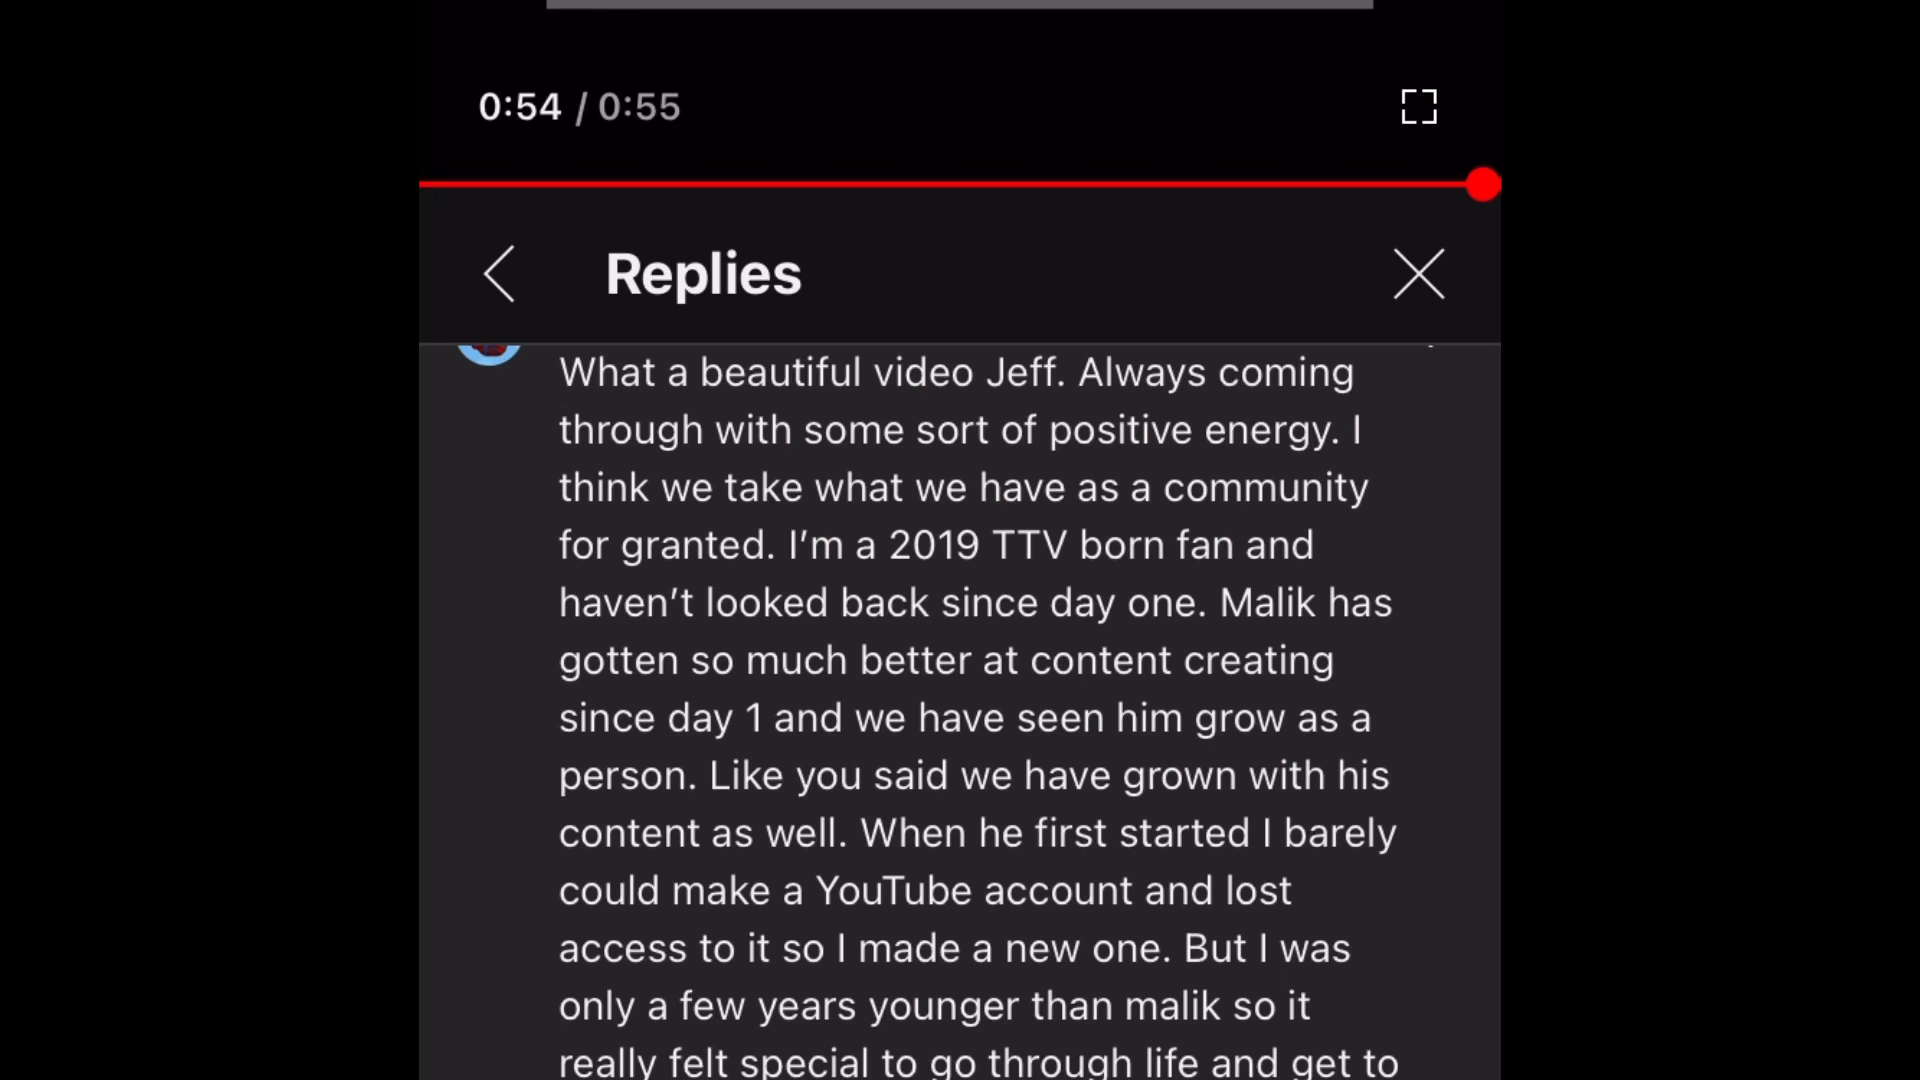 0:54 / 0:55
Replies
What a beautiful video Jeff. Always coming
through with some sort of positive energy. I
think we take what we have as a community
for granted. I’m a 2019 TTV born fan and
haven’t looked back since day one. Malik has
gotten so much better at content creating
since day 1 and we have seen him grow as a
person. Like you said we have grown with his
content as well. When he first started I barely
could make a YouTube account and lost
access to it so I made a new one. But I was
only a few years younger than malik so it
really felt special to go through life and get to